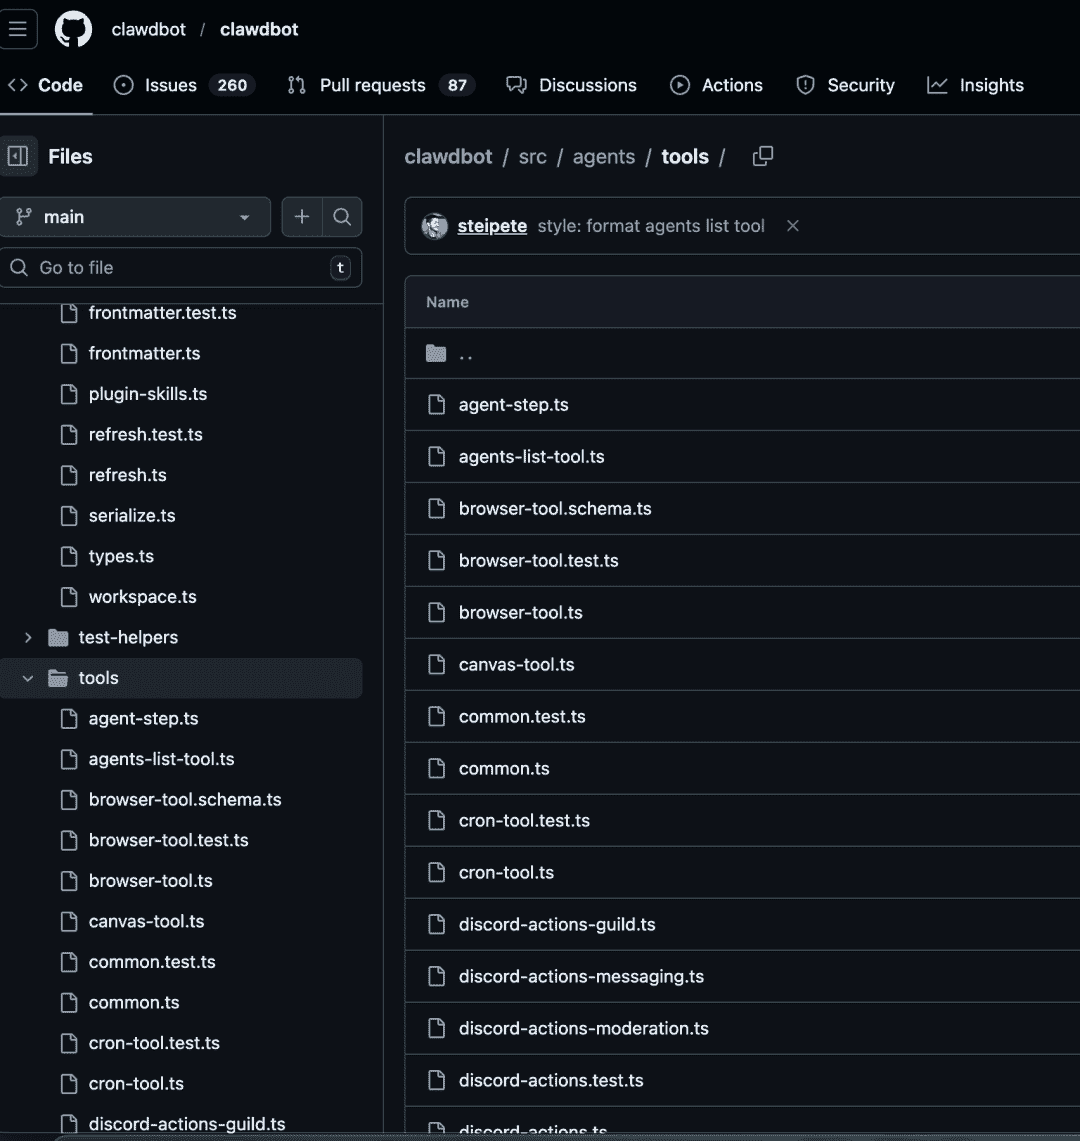 clawdbot / clawdbot
Code Issues 260 Pull requests 87 Discussions Actions Security Insights
Files
main
Go to file t
frontmatter.test.ts
frontmatter.ts
plugin-skills.ts
refresh.test.ts
refresh.ts
serialize.ts
types.ts
workspace.ts
test-helpers
tools
agent-step.ts
agents-list-tool.ts
browser-tool.schema.ts
browser-tool.test.ts
browser-tool.ts
canvas-tool.ts
common.test.ts
common.ts
cron-tool.test.ts
cron-tool.ts
discord-actions-guild.ts
clawdbot / src / agents / tools /
steipete style: format agents list tool
Name
..
agent-step.ts
agents-list-tool.ts
browser-tool.schema.ts
browser-tool.test.ts
browser-tool.ts
canvas-tool.ts
common.test.ts
common.ts
cron-tool.test.ts
cron-tool.ts
discord-actions-guild.ts
discord-actions-messaging.ts
discord-actions-moderation.ts
discord-actions.test.ts
discord-actions.ts